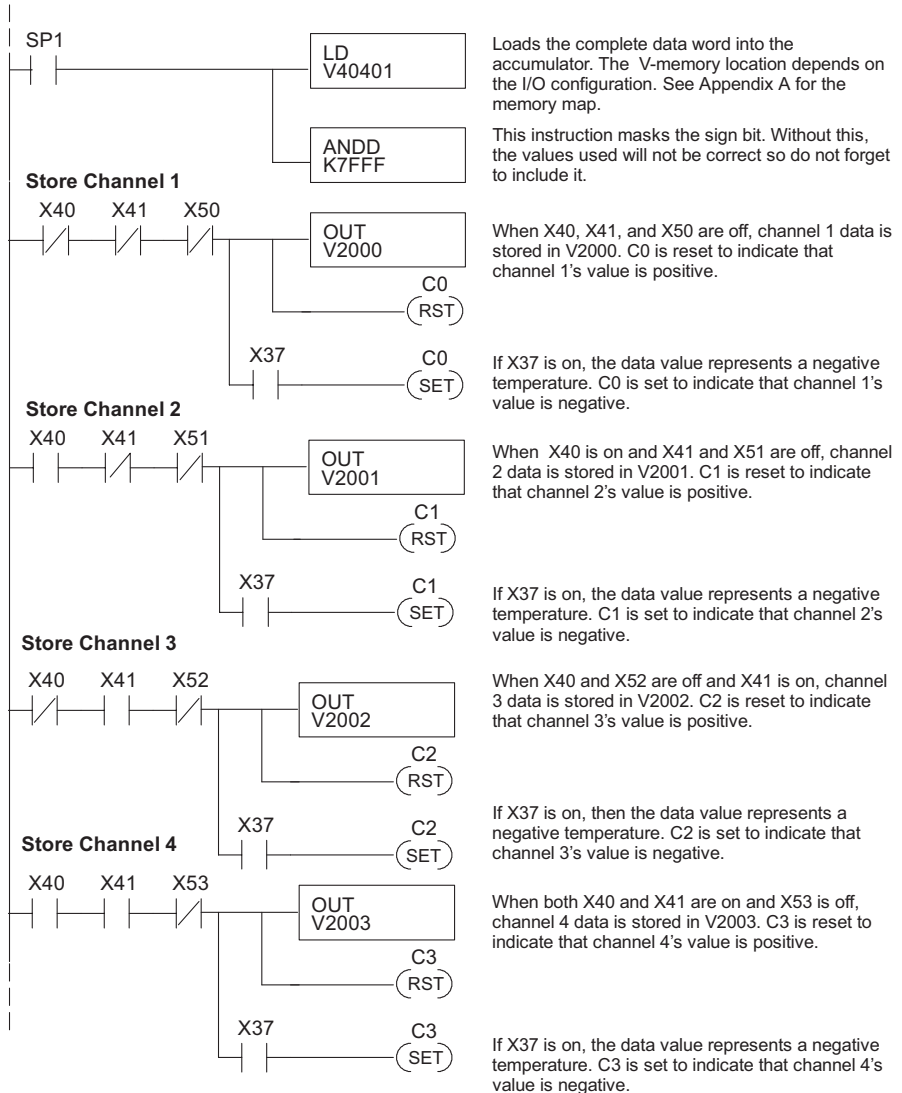 SP1
LD
V40401
Loads the complete data word into the
accumulator. The V-memory location depends on
the I/O configuration. See Appendix A for the
memory map.
ANDD
K7FFF
This instruction masks the sign bit. Without this,
the values used will not be correct so do not forget
to include it.
Store Channel 1
X40 X41 X50
OUT
V2000
When X40, X41, and X50 are off, channel 1 data is
stored in V2000. C0 is reset to indicate that
channel 1's value is positive.
C0
RST
X37 C0
SET
If X37 is on, the data value represents a negative
temperature. C0 is set to indicate that channel 1's
value is negative.
Store Channel 2
X40 X41 X51
OUT
V2001
When X40 is on and X41 and X51 are off, channel
2 data is stored in V2001. C1 is reset to indicate
that channel 2's value is positive.
C1
RST
X37 C1
SET
If X37 is on, the data value represents a negative
temperature. C1 is set to indicate that channel 2's
value is negative.
Store Channel 3
X40 X41 X52
OUT
V2002
When X40 and X52 are off and X41 is on, channel
3 data is stored in V2002. C2 is reset to indicate
that channel 3's value is positive.
C2
RST
X37 C2
SET
If X37 is on, then the data value represents a
negative temperature. C2 is set to indicate that
channel 3's value is negative.
Store Channel 4
X40 X41 X53
OUT
V2003
When both X40 and X41 are on and X53 is off,
channel 4 data is stored in V2003. C3 is reset to
indicate that channel 4's value is positive.
C3
RST
X37 C3
SET
If X37 is on, the data value represents a negative
temperature. C3 is set to indicate that channel 4's
value is negative.